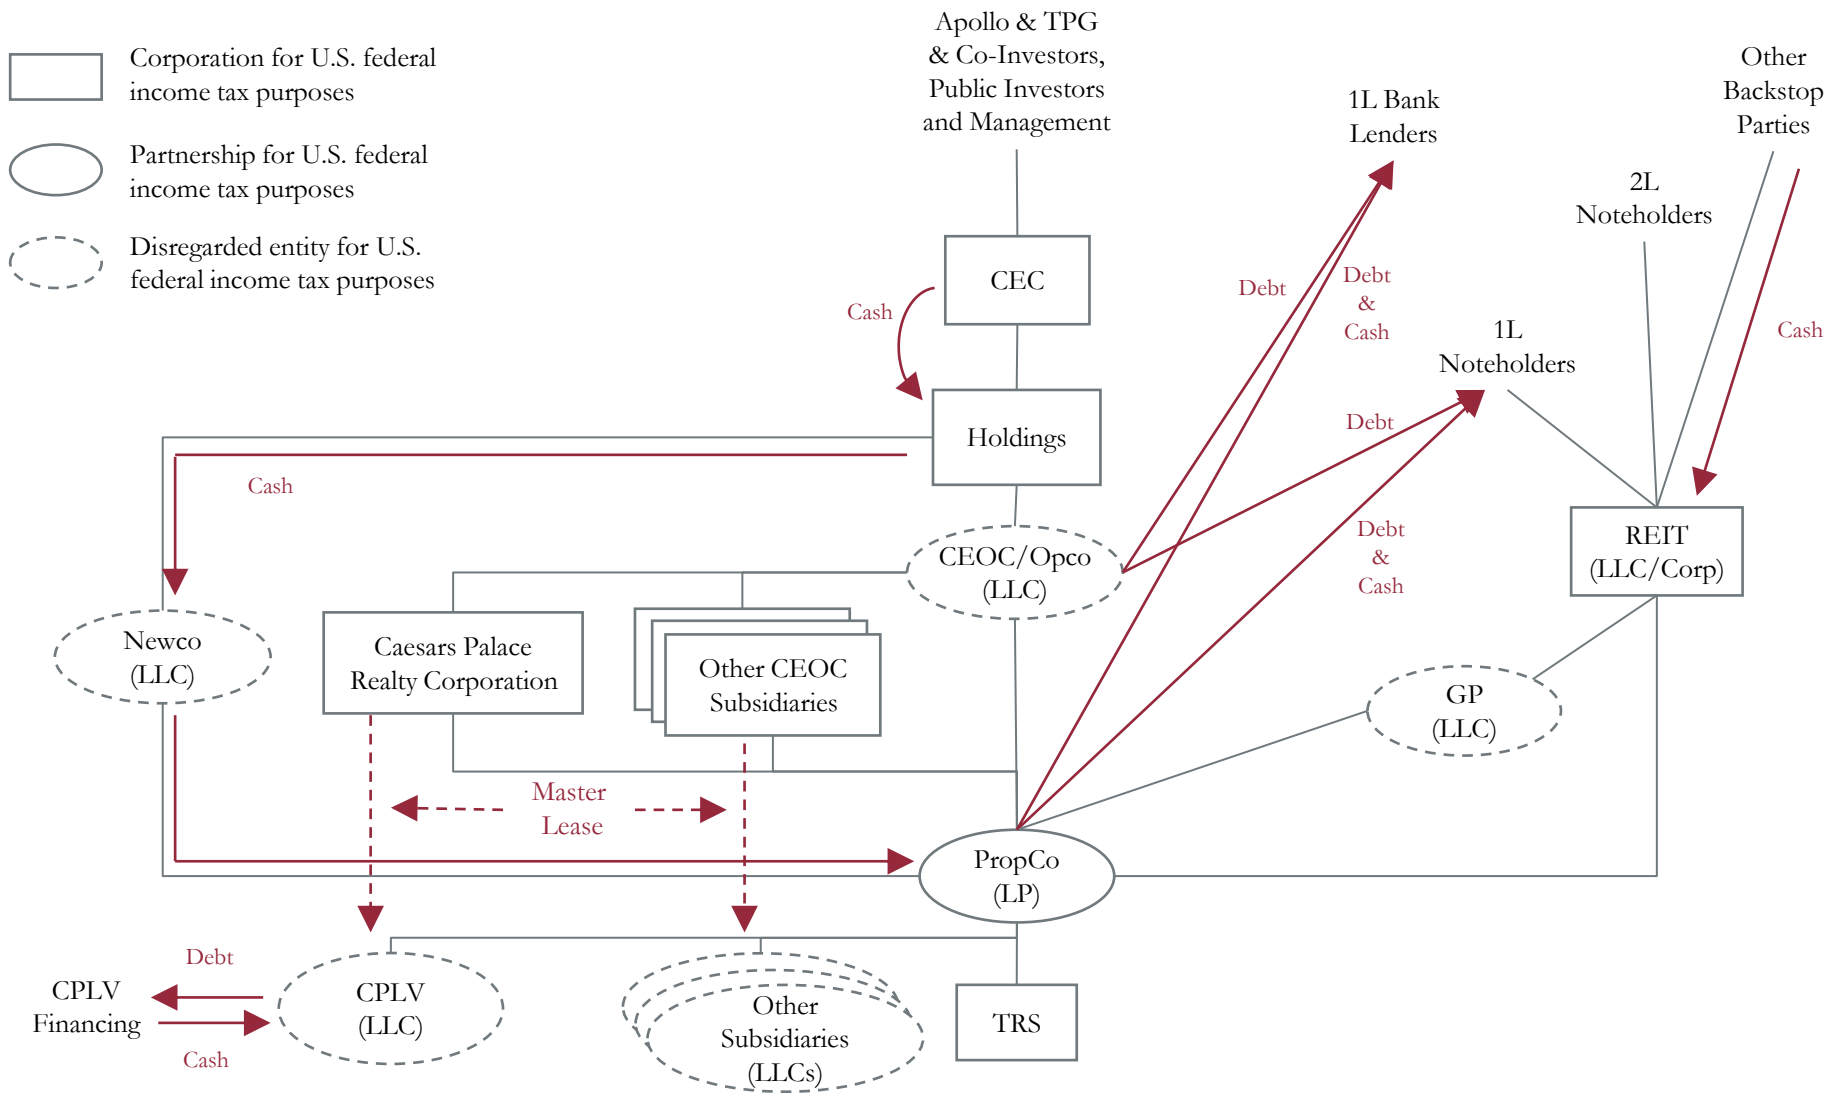 Corporation for U.S. federal
income tax purposes
Partnership for U.S. federal
income tax purposes
Disregarded entity for U.S.
federal income tax purposes
Apollo & TPG
& Co-Investors,
Public Investors
and Management
1L Bank
Lenders
Other
Backstop
Parties
2L
Noteholders
CEC
Cash
Debt
Debt
&
Cash
1L
Noteholders
Cash
Holdings
Debt
Cash
CEOC/Opco
(LLC)
Debt
&
Cash
REIT
(LLC/Corp)
Newco
(LLC)
Caesars Palace
Realty Corporation
Other CEOC
Subsidiaries
GP
(LLC)
Master
Lease
PropCo
(LP)
Debt
CPLV
Financing
Cash
CPLV
(LLC)
Other
Subsidiaries
(LLCs)
TRS